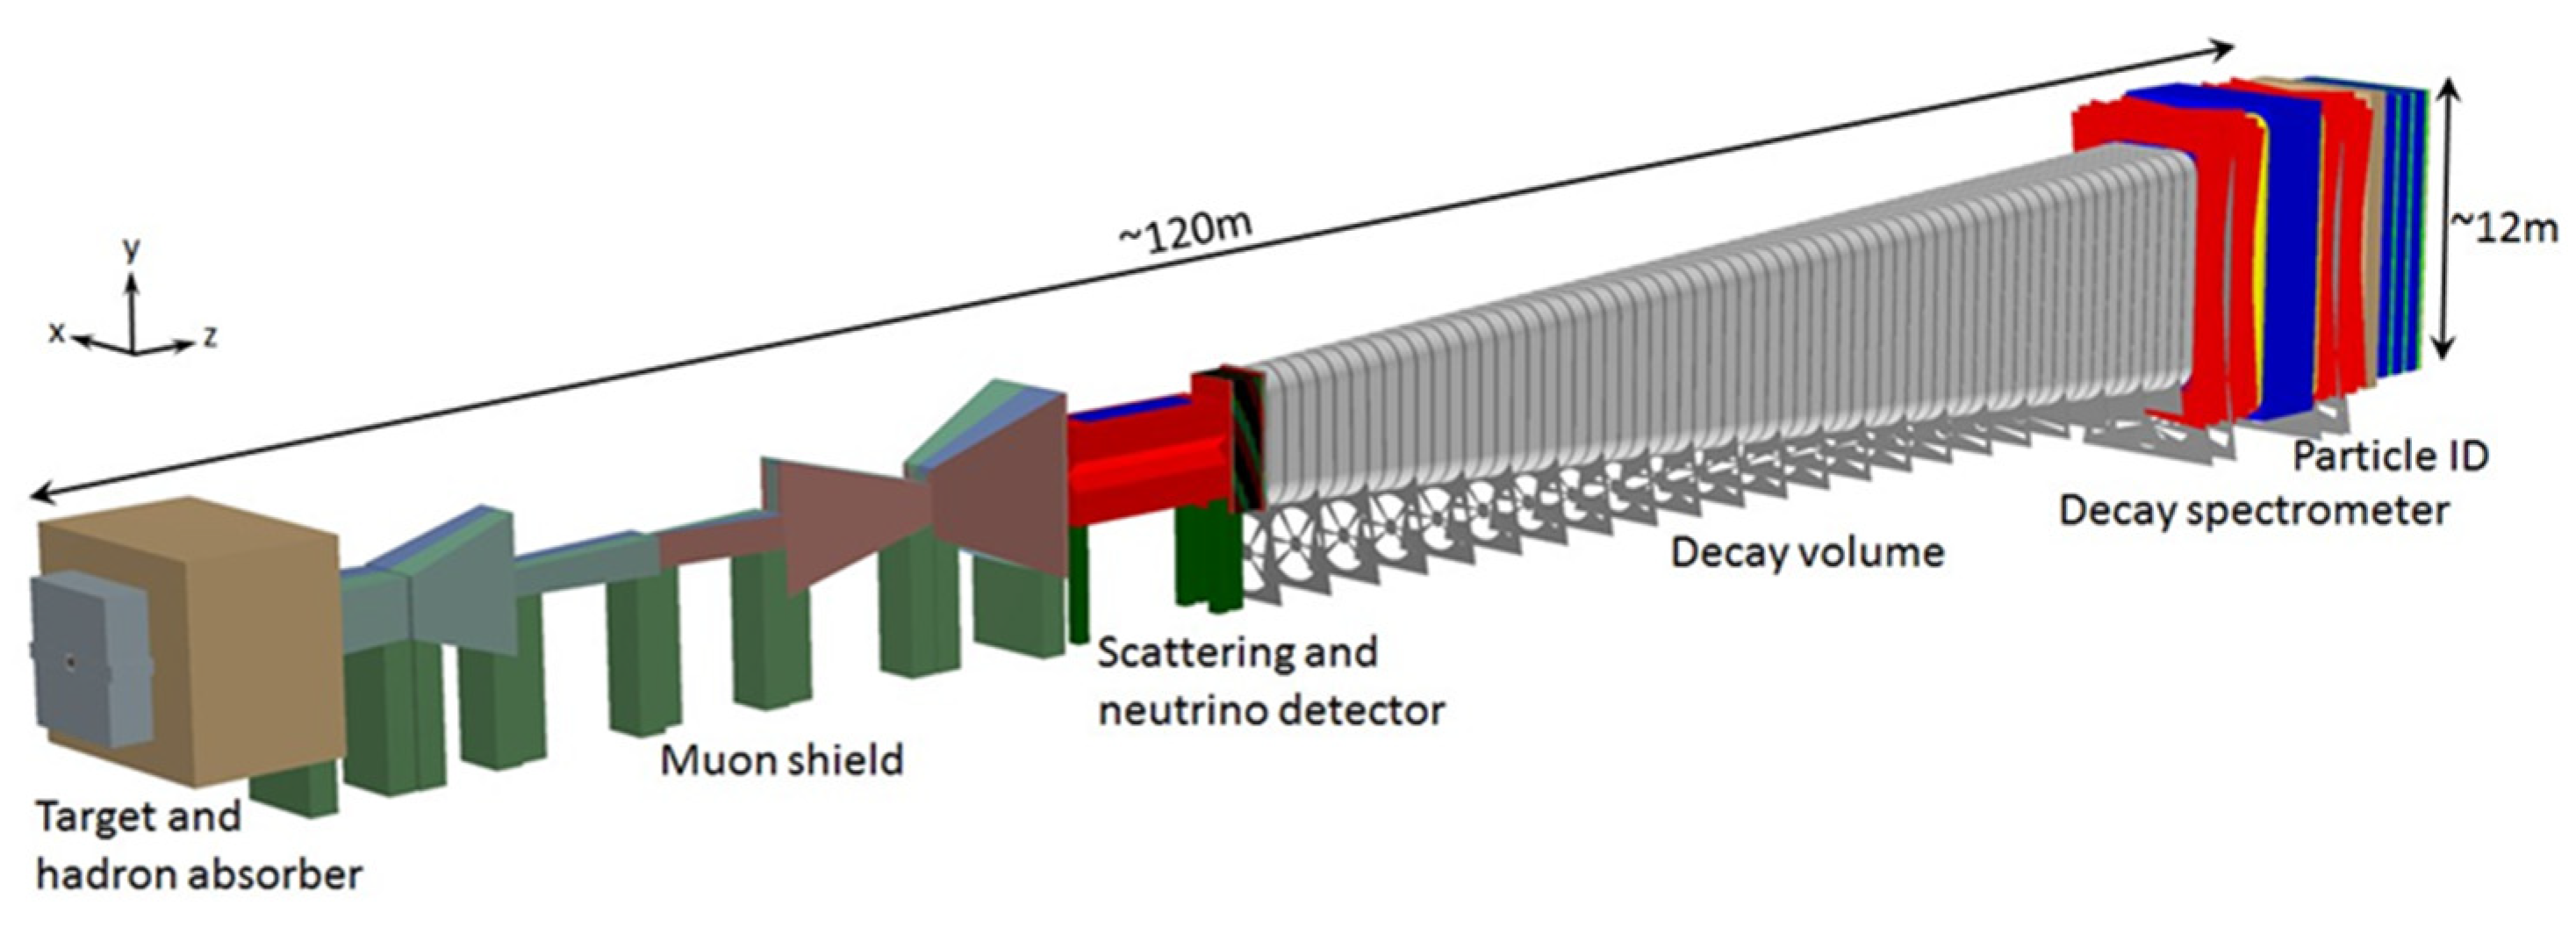 ~120m
~12m
y
x
z
Particle ID
Decay spectrometer
Decay volume
Scattering and
neutrino detector
Muon shield
Target and
hadron absorber